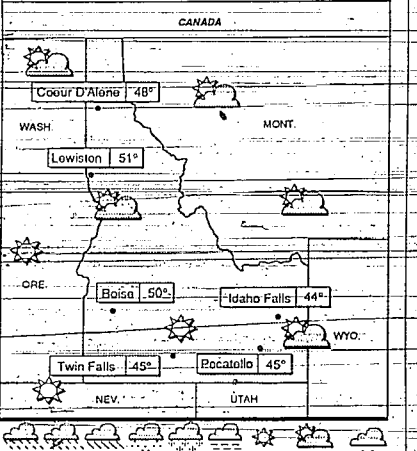 CANADA
Coeur D'Alene 48°
WASH.
MONT.
Lewiston 51°
ORE.
Boise 50°
Idaho Falls 44°
WYO.
Twin Falls 45°
Pocatello 45°
NEV.
UTAH